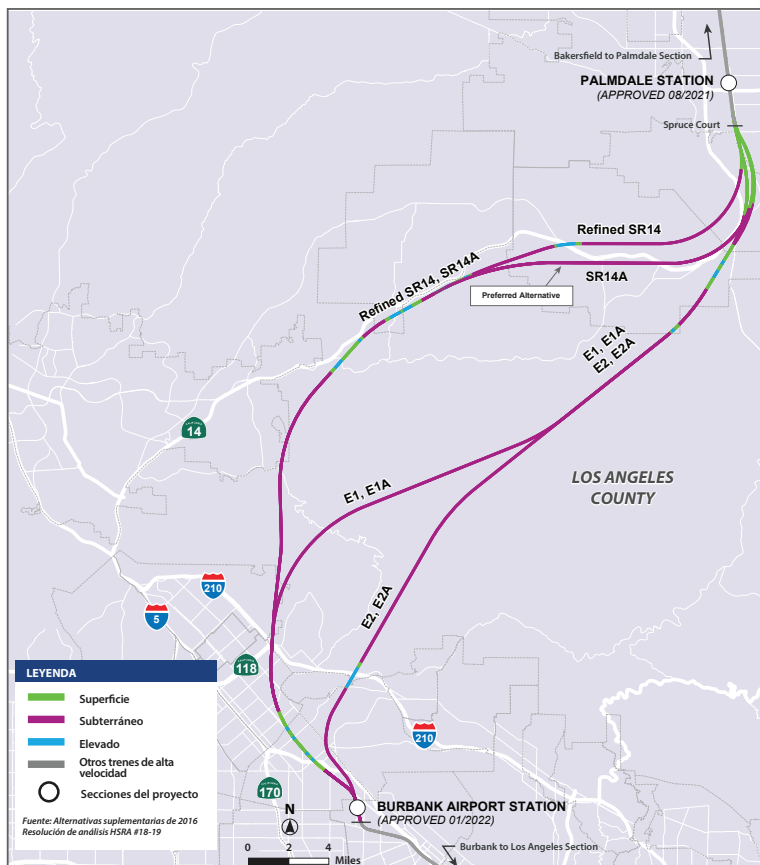 Bakersfield to Palmdale Section
PALMDALE STATION
(APPROVED 08/2021)
Spruce Court
Refined SR14
SR14A
Preferred Alternative
Refined SR14, SR14A
E1, E1A
E2, E2A
CALIFORNIA
14
LOS ANGELES
COUNTY
E1, E1A
E2, E2A
210
5
118
210
170
LEYENDA
Superficie
Subterráneo
Elevado
Otros trenes de alta
velocidad
Secciones del proyecto
Fuente: Alternativas suplementarias de 2016
Resolución de análisis HSRA #18-19
N
0 2 4
Miles
BURBANK AIRPORT STATION
(APPROVED 01/2022)
Burbank to Los Angeles Section